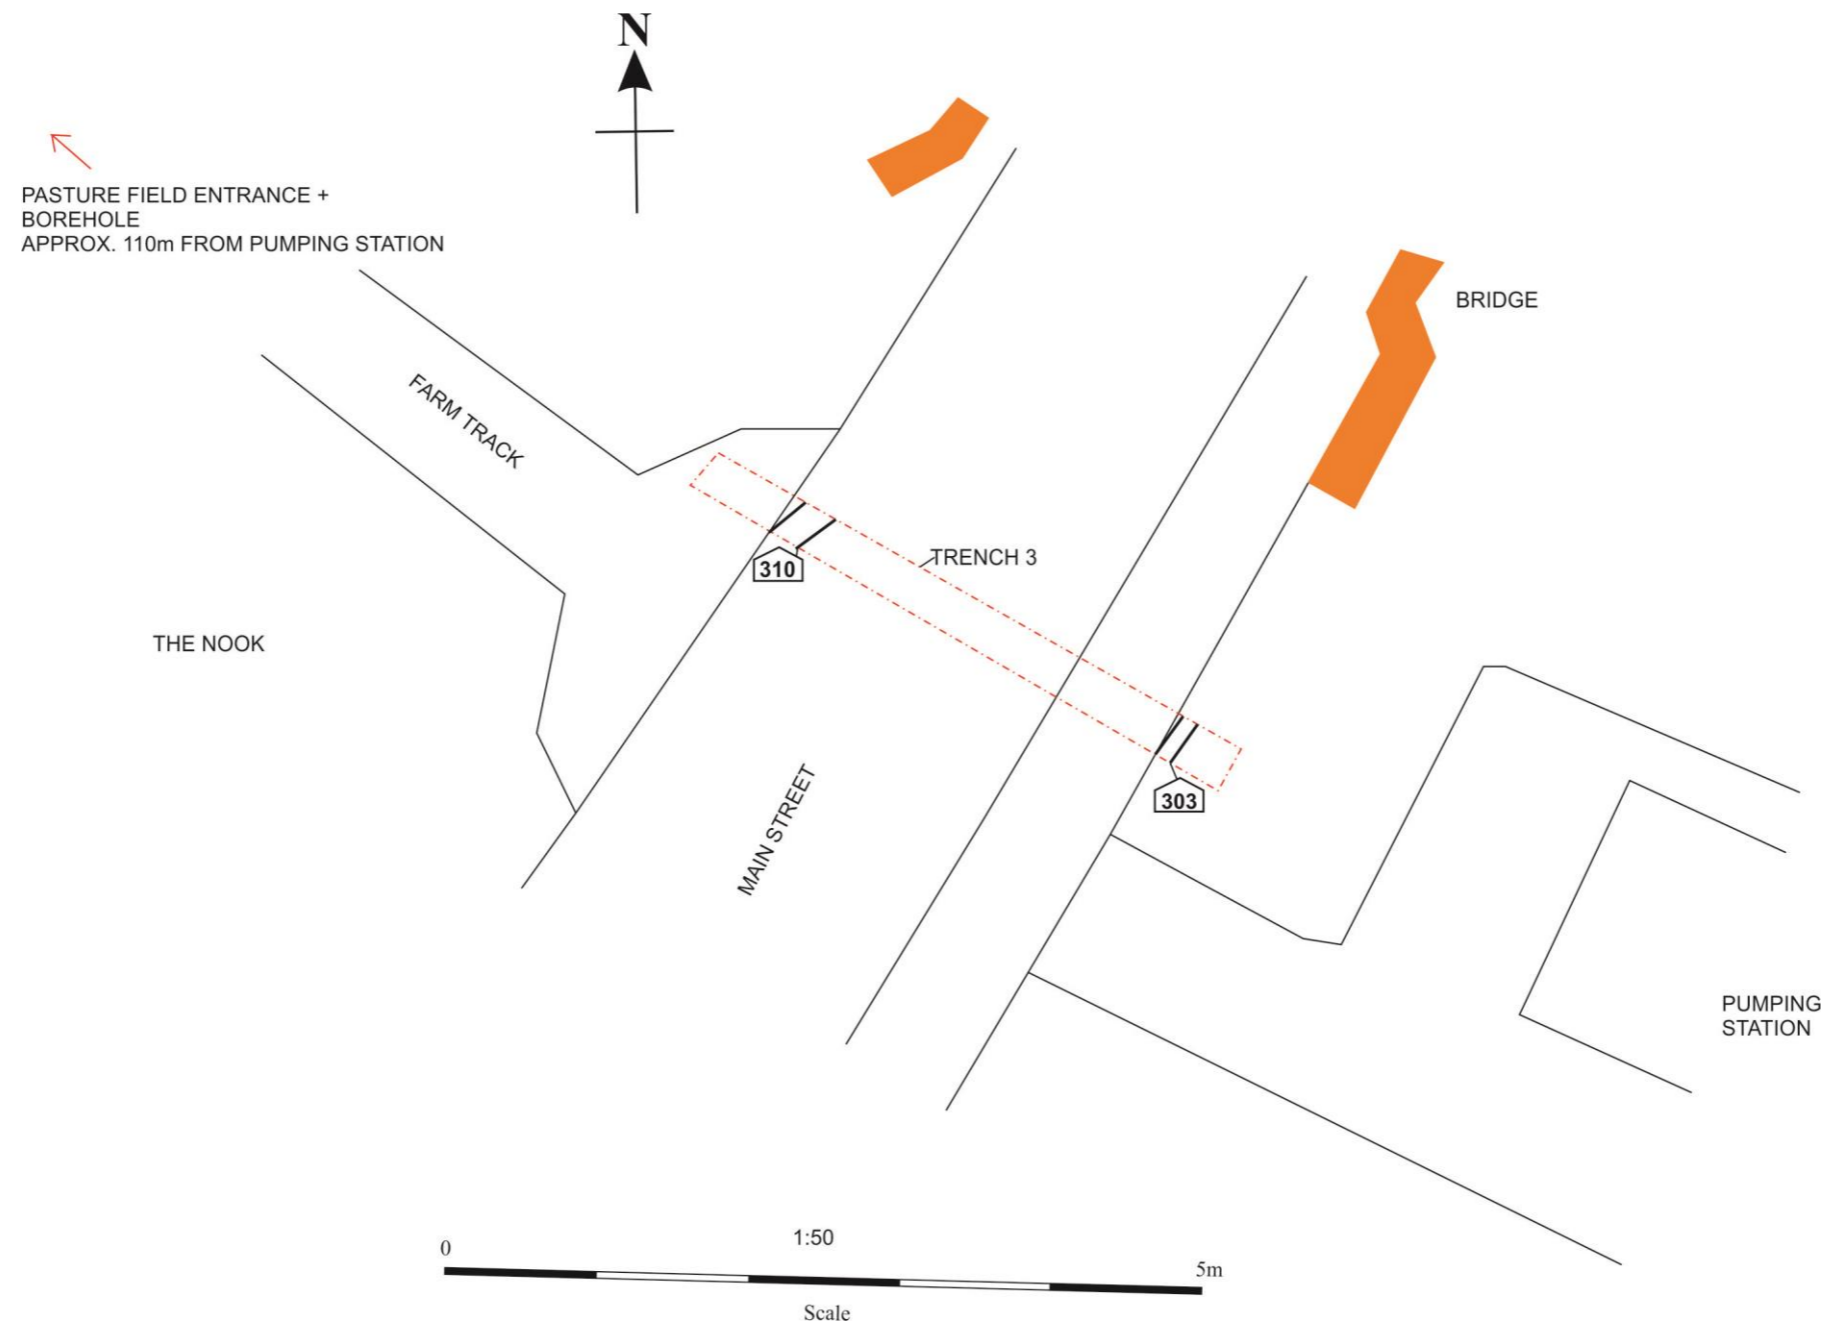 N
PASTURE FIELD ENTRANCE +
BOREHOLE
APPROX. 110m FROM PUMPING STATION
BRIDGE
FARM TRACK
TRENCH 3
310
THE NOOK
303
MAIN STREET
PUMPING
STATION
1:50
0
5m
Scale